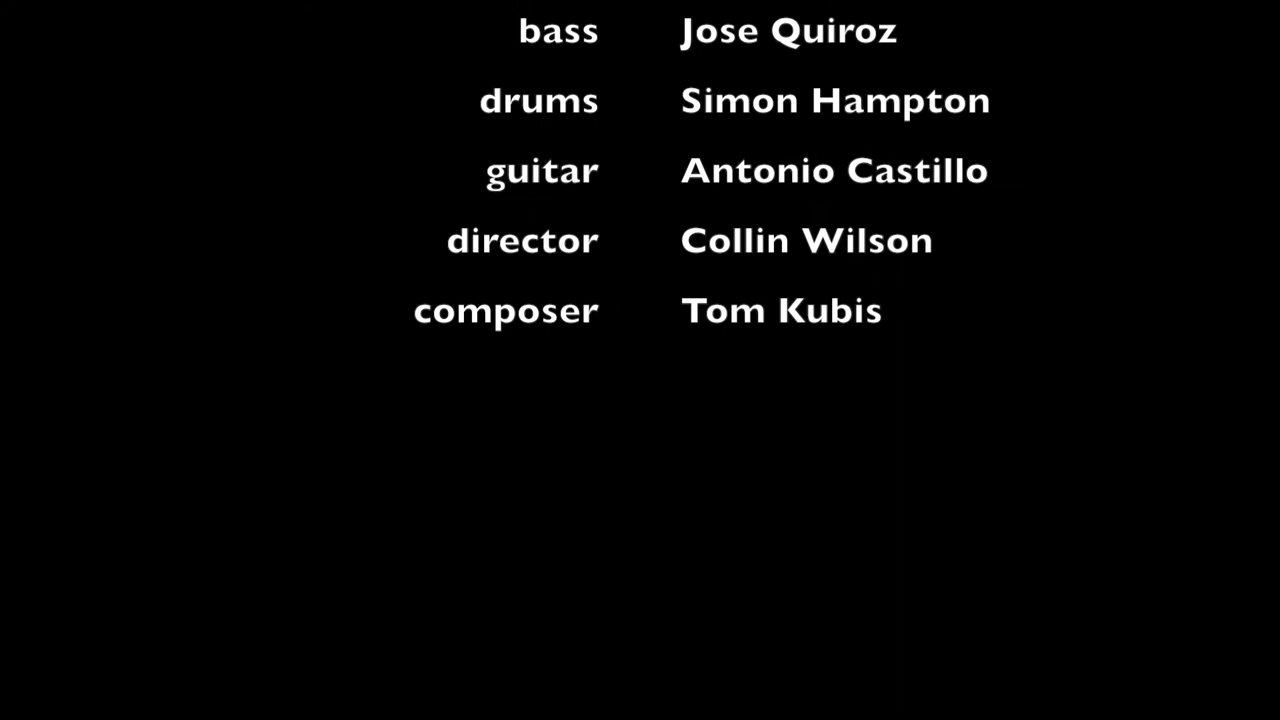 bass Jose Quiroz
drums Simon Hampton
guitar Antonio Castillo
director Collin Wilson
composer Tom Kubis